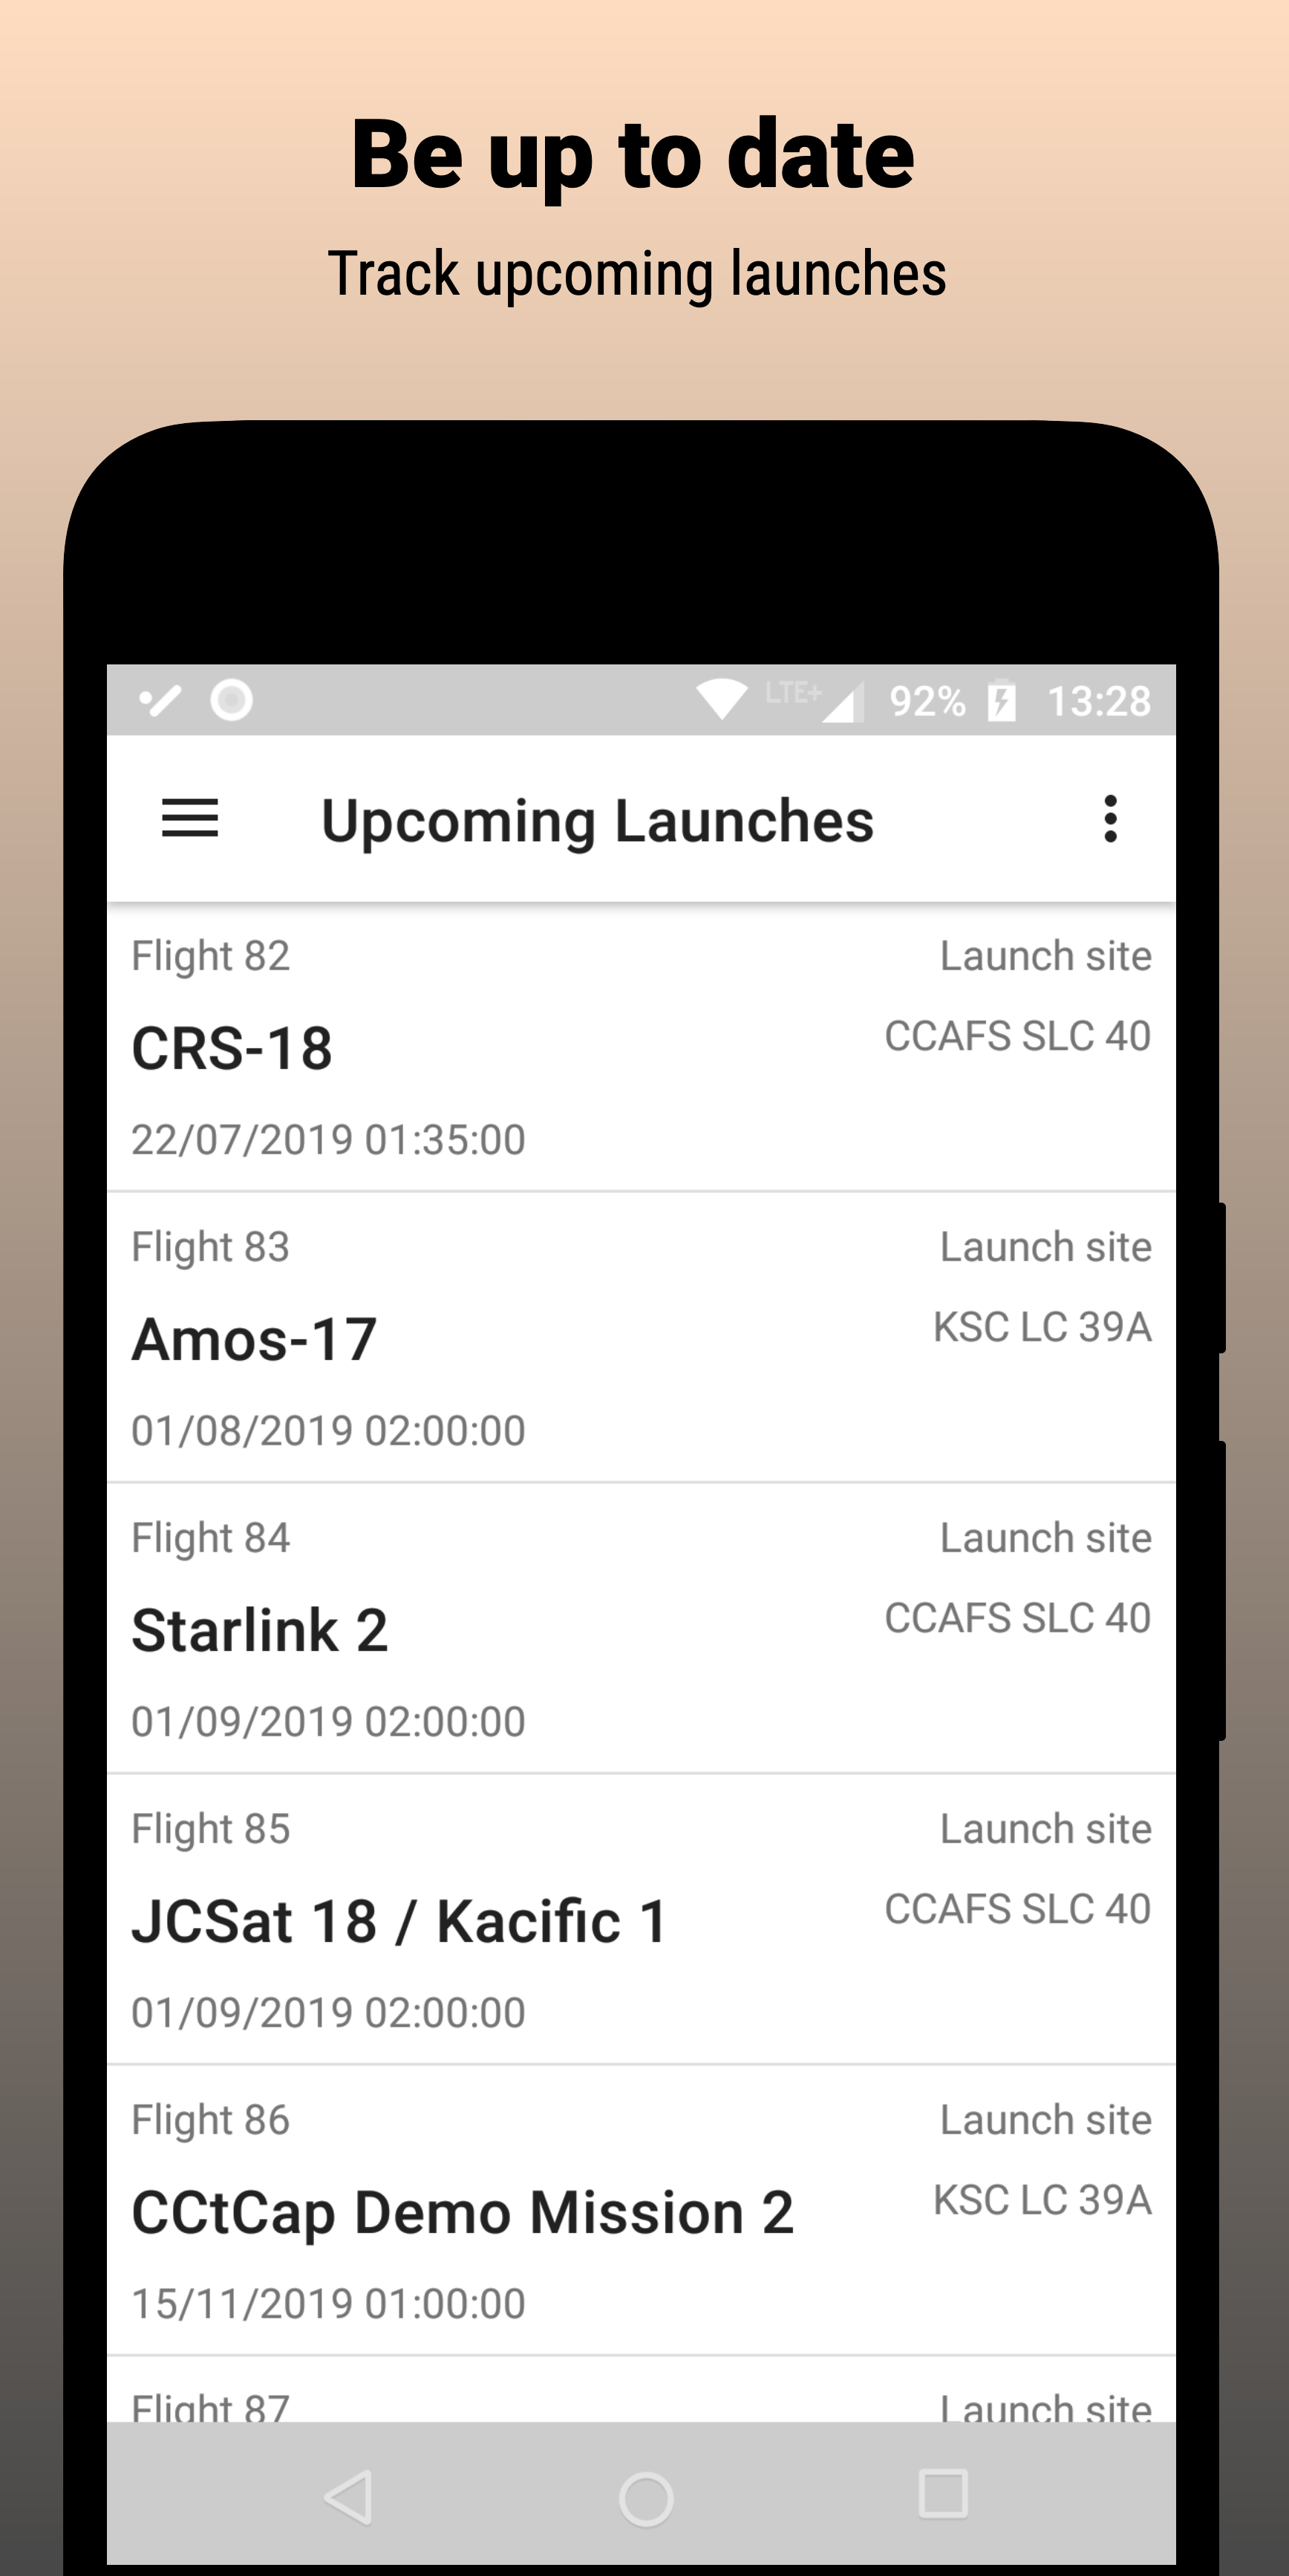 Be up to date
Track upcoming launches
LTE+ 92% 13:28
Upcoming Launches
Flight 82 Launch site
CRS-18 CCAFS SLC 40
22/07/2019 01:35:00
Flight 83 Launch site
Amos-17 KSC LC 39A
01/08/2019 02:00:00
Flight 84 Launch site
Starlink 2 CCAFS SLC 40
01/09/2019 02:00:00
Flight 85 Launch site
JCSat 18 / Kacific 1 CCAFS SLC 40
01/09/2019 02:00:00
Flight 86 Launch site
CCtCap Demo Mission 2 KSC LC 39A
15/11/2019 01:00:00
Flight 87 Launch site